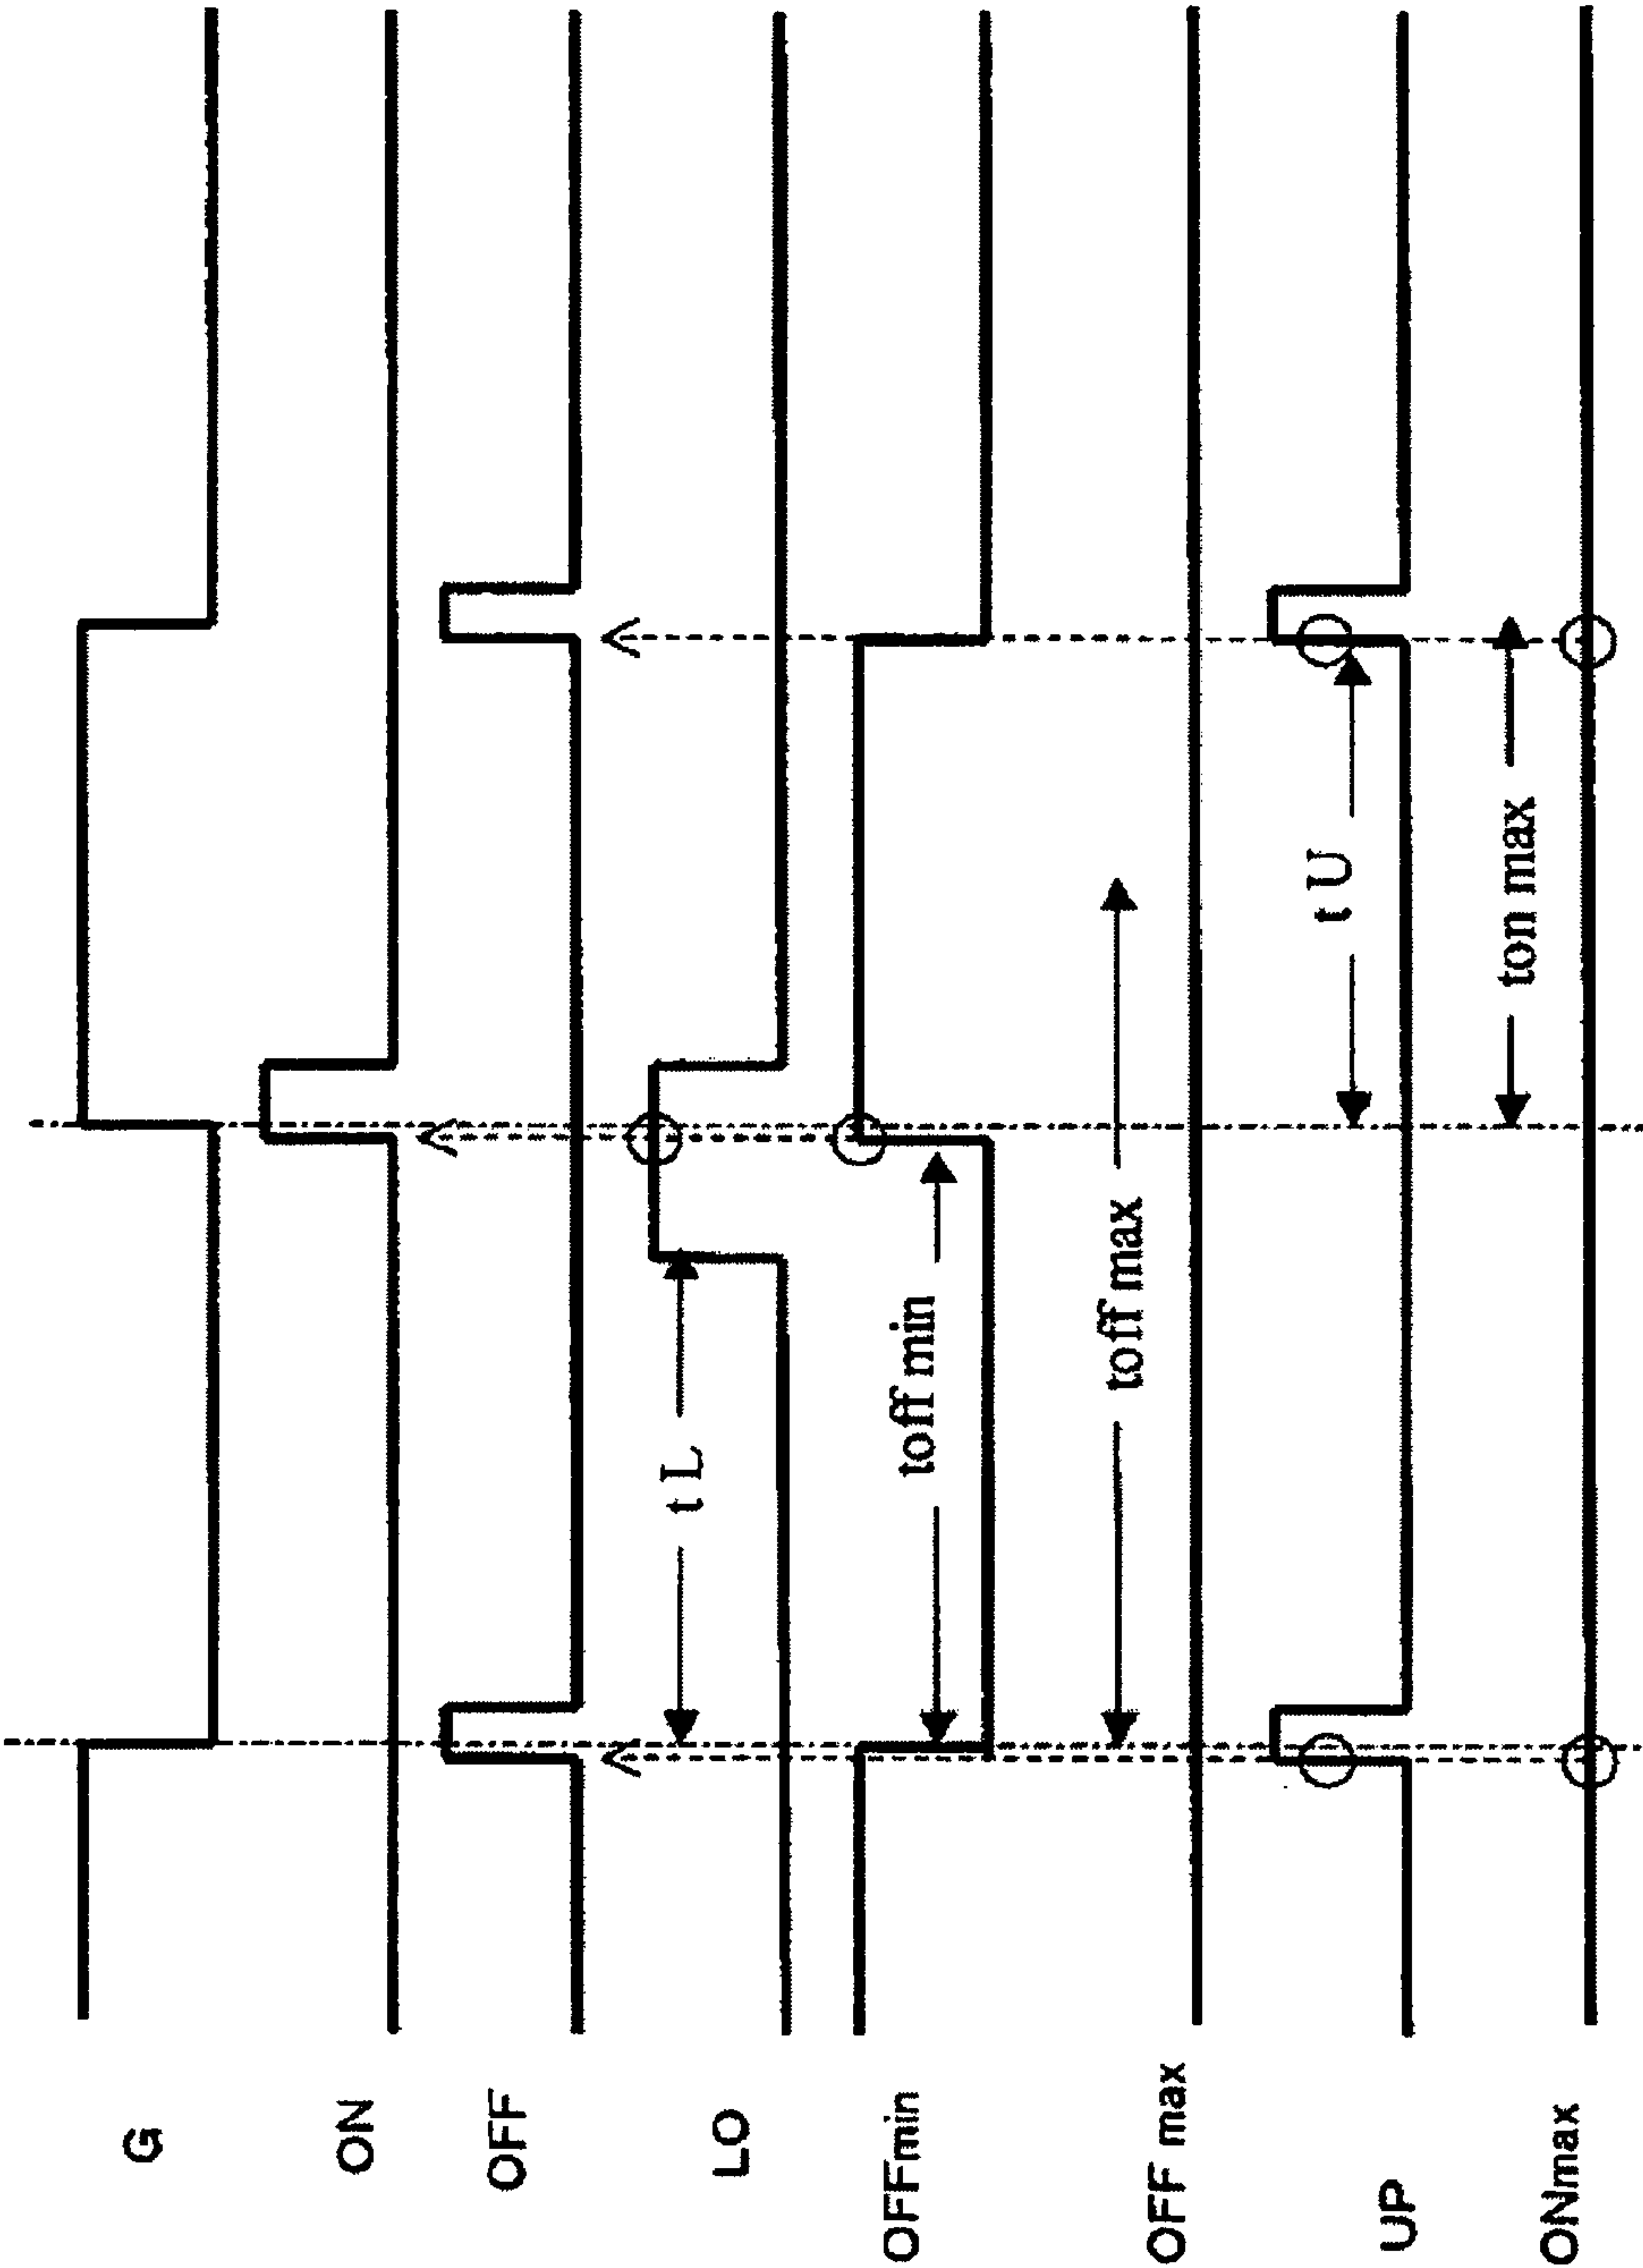 G
ON
OFF
LO
t L
OFFmin
toff min
toff max
OFF max
t U
UP
ton max
ONmax